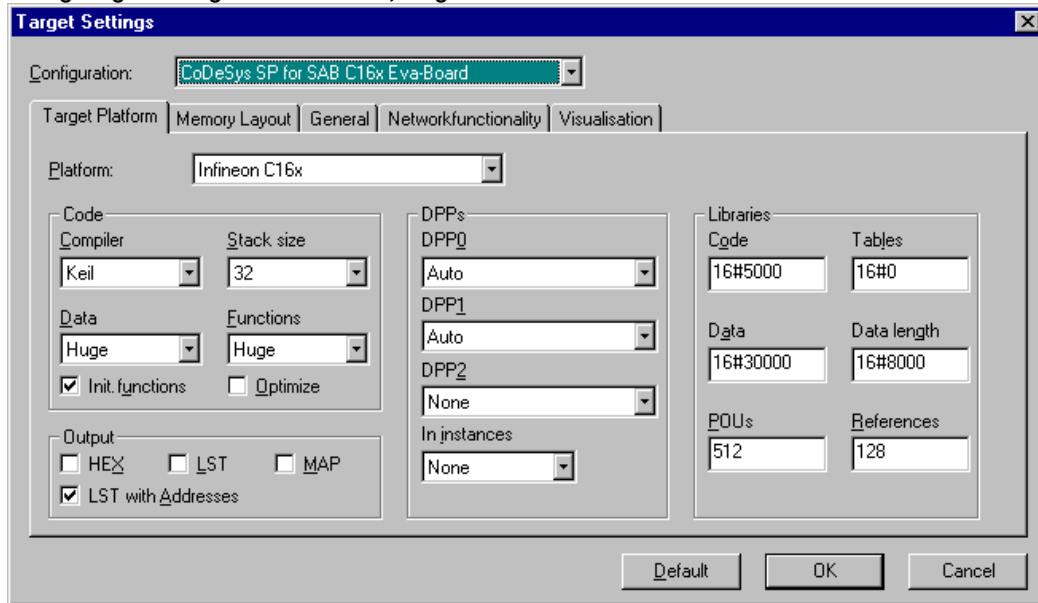 Target Settings
Configuration: CoDeSys SP for SAB C16x Eva-Board
Target Platform Memory Layout General Networkfunctionality Visualisation
Platform: Infineon C16x
Code
Compiler Stack size
Keil 32
Data Functions
Huge Huge
Init. functions Optimize
Output
HEX LST MAP
LST with Addresses
DPPs
DPP0
Auto
DPP1
Auto
DPP2
None
In instances
None
Libraries
Code Tables
16#5000 16#0
Data Data length
16#30000 16#8000
POUs References
512 128
Default OK Cancel